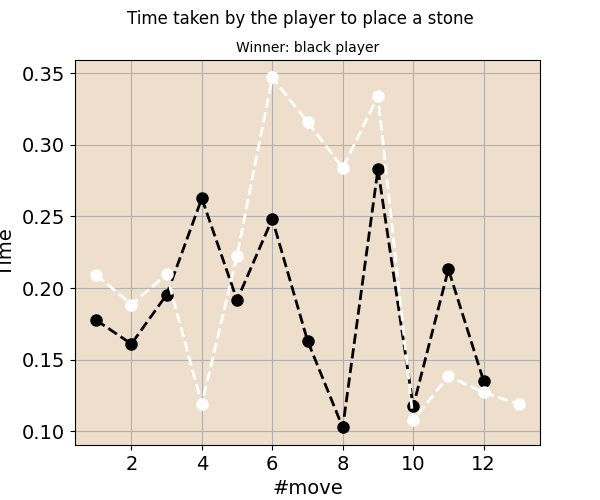 Time taken by the player to place a stone
Winner: black player
0.35
0.30
0.25
0.20
0.15
0.10
Time
2 4 6 8 10 12
#move